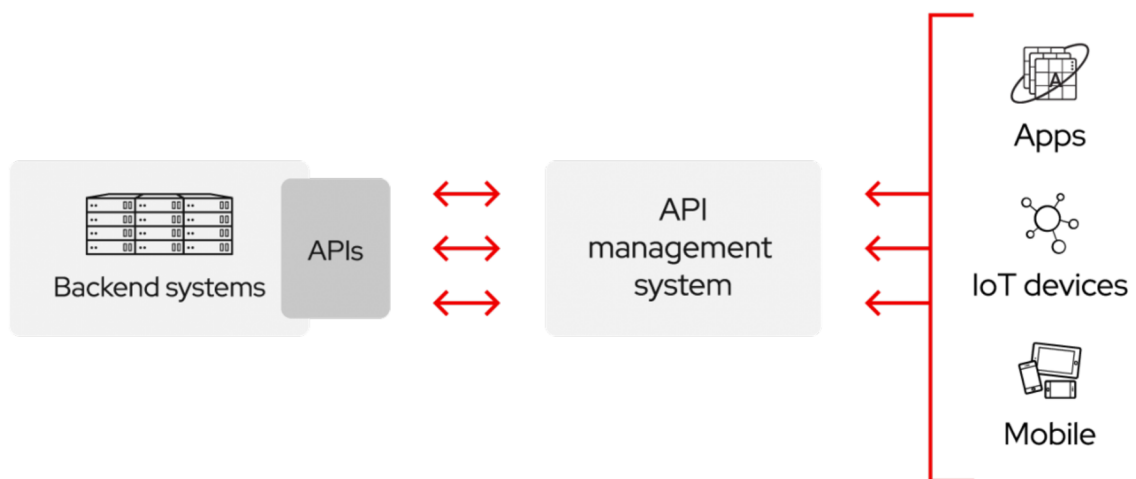 Backend systems
APIs
API
management
system
A
Apps
IoT devices
Mobile